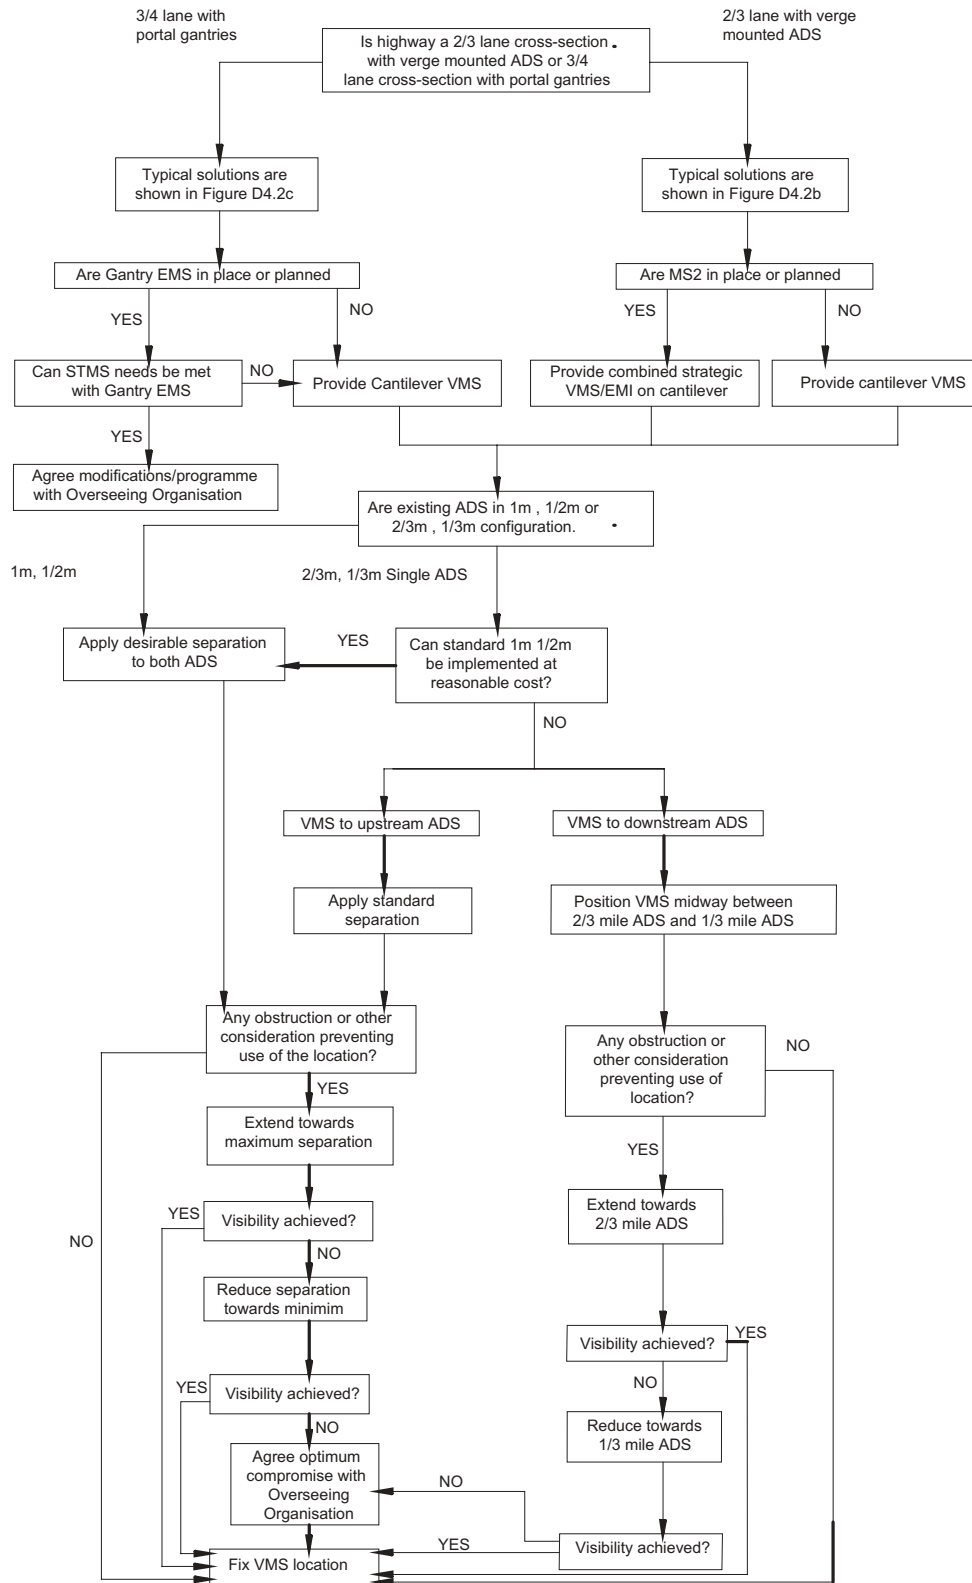 3/4 lane with
portal gantries
2/3 lane with verge
mounted ADS
Is highway a 2/3 lane cross-section .
with verge mounted ADS or 3/4
lane cross-section with portal gantries
Typical solutions are
shown in Figure D4.2c
Typical solutions are
shown in Figure D4.2b
Are Gantry EMS in place or planned
Are MS2 in place or planned
YES
NO
YES
NO
Can STMS needs be met
with Gantry EMS
NO
Provide Cantilever VMS
Provide combined strategic
VMS/EMI on cantilever
Provide cantilever VMS
YES
Agree modifications/programme
with Overseeing Organisation
Are existing ADS in 1m , 1/2m or
2/3m , 1/3m configuration. .
1m, 1/2m
2/3m, 1/3m Single ADS
Apply desirable separation
to both ADS
YES
Can standard 1m 1/2m
be implemented at
reasonable cost?
NO
VMS to upstream ADS
VMS to downstream ADS
Apply standard
separation
Position VMS midway between
2/3 mile ADS and 1/3 mile ADS
Any obstruction or other
consideration preventing
use of the location?
Any obstruction or
other consideration
preventing use of
location?
NO
YES
Extend towards
maximum separation
YES
Extend towards
2/3 mile ADS
YES
Visibility achieved?
NO
NO
Reduce separation
towards minimim
Visibility achieved?
YES
NO
YES
Visibility achieved?
NO
Reduce towards
1/3 mile ADS
Agree optimum
compromise with
Overseeing
Organisation
NO
YES
Visibility achieved?
Fix VMS location